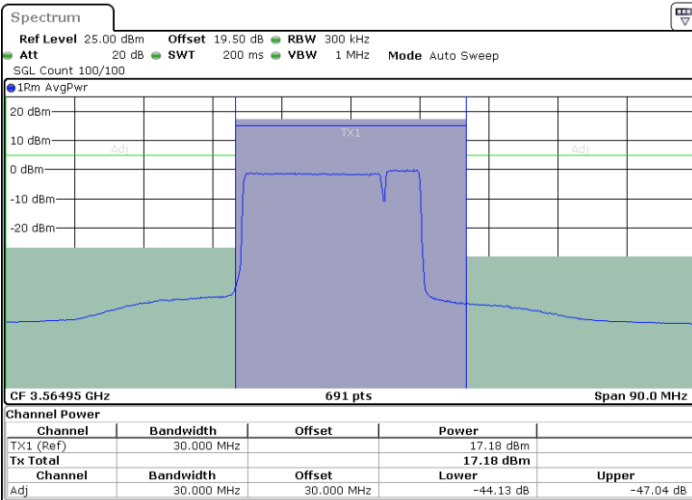 Spectrum
Ref Level 25.00 dBm Offset 19.50 dB RBW 300 kHz
Att 20 dB SWT 200 ms VBW 1 MHz Mode Auto Sweep
SGL Count 100/100
1Rm AvgPwr
20 dBm
TX1
10 dBm
Adj Adj
0 dBm
-10 dBm
-20 dBm
CF 3.56495 GHz 691 pts Span 90.0 MHz
Channel Power
Channel Bandwidth Offset Power
TX1 (Ref) 30.000 MHz 17.18 dBm
Tx Total 17.18 dBm
Channel Bandwidth Offset Lower Upper
Adj 30.000 MHz 30.000 MHz -44.13 dB -47.04 dB